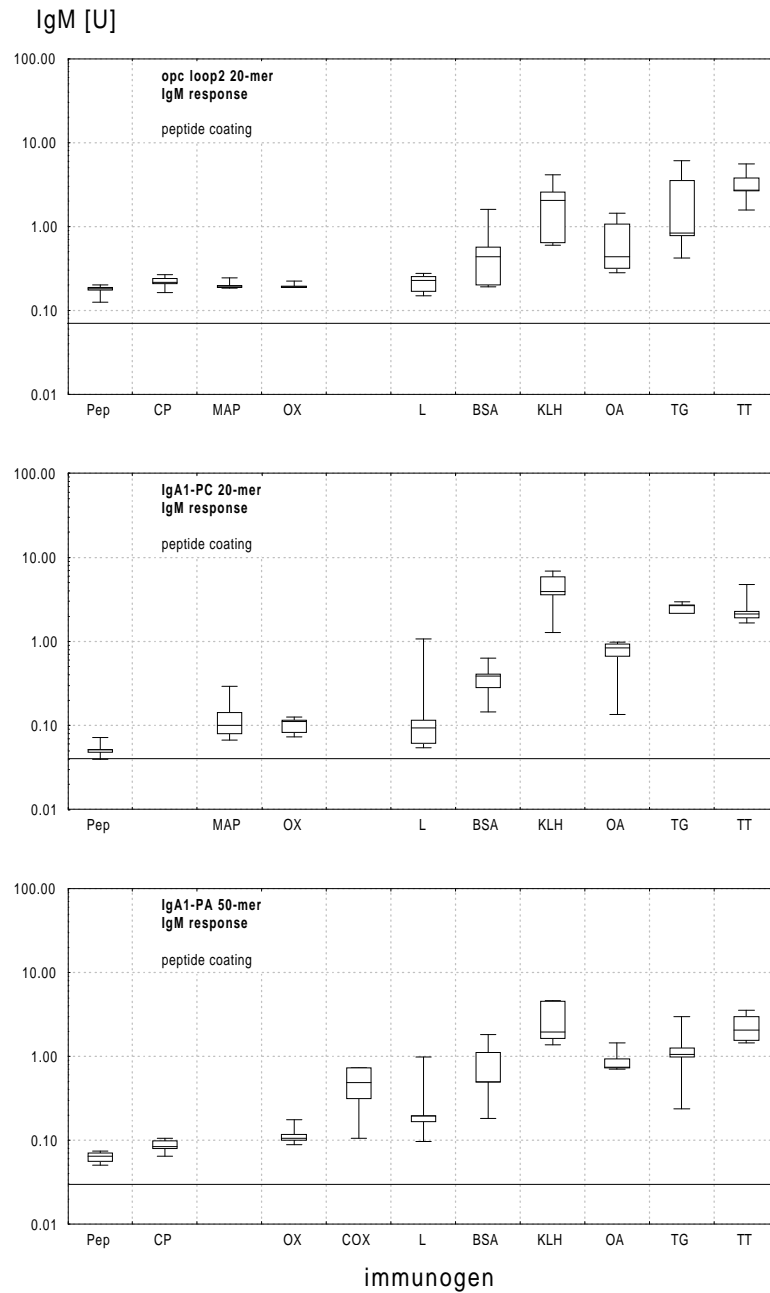 IgM [U]
100.00
opc loop2 20-mer
IgM response
peptide coating
10.00
1.00
0.10
0.01
Pep CP MAP OX L BSA KLH OA TG TT
100.00
IgA1-PC 20-mer
IgM response
peptide coating
10.00
1.00
0.10
0.01
Pep MAP OX L BSA KLH OA TG TT
100.00
IgA1-PA 50-mer
IgM response
peptide coating
10.00
1.00
0.10
0.01
Pep CP OX COX L BSA KLH OA TG TT
immunogen